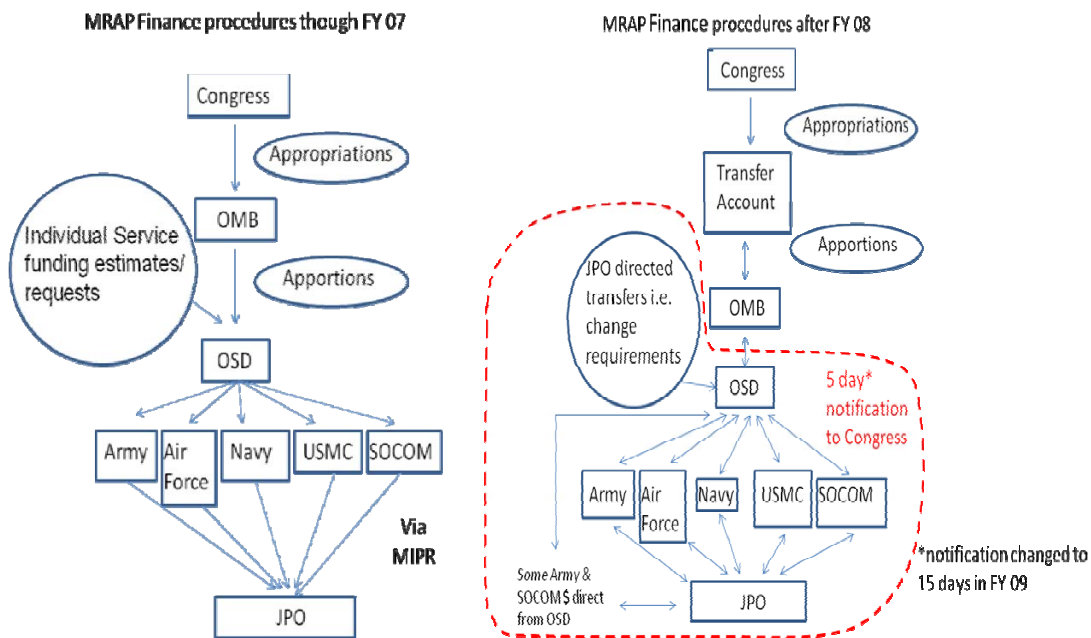 MRAP Finance procedures though FY 07
Congress
Appropriations
OMB
Individual Service
funding estimates/
requests
Apportions
OSD
Army
Air
Force
Navy
USMC
SOCOM
Via
MIPR
JPO
MRAP Finance procedures after FY 08
Congress
Appropriations
Transfer
Account
Apportions
JPO directed
transfers i.e.
change
requirements
OMB
OSD
5 day*
notification
to Congress
Army
Air
Force
Navy
USMC
SOCOM
Some Army &
SOCOM $ direct
from OSD
JPO
*notification changed to
15 days in FY 09